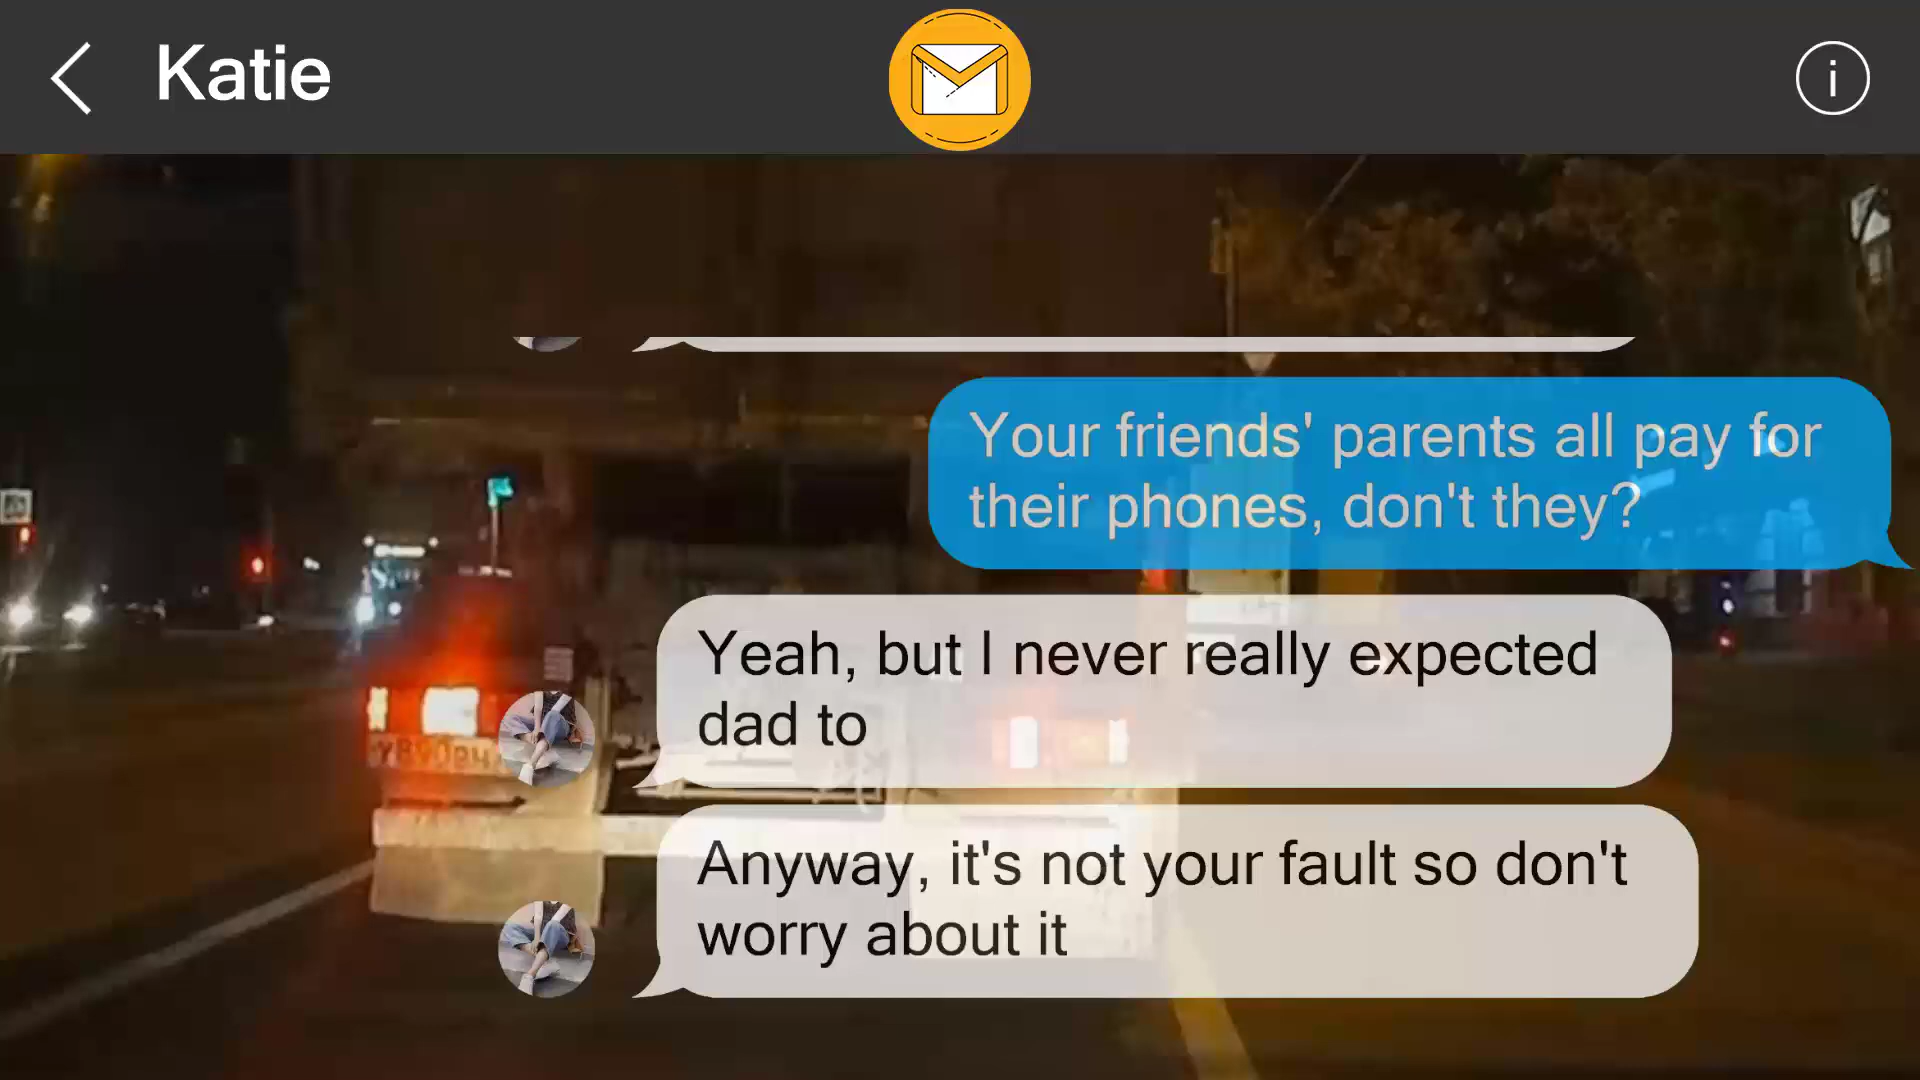 Katie
Your friends' parents all pay for
their phones, don't they?
Yeah, but I never really expected
dad to
Anyway, it's not your fault so don't
worry about it